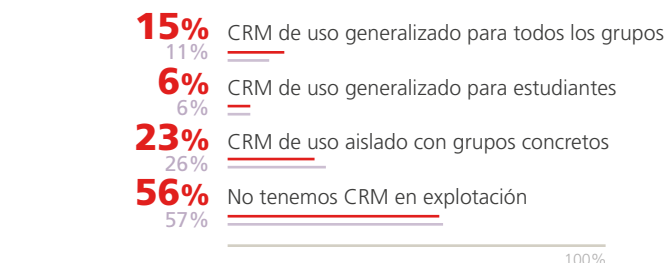 15% CRM de uso generalizado para todos los grupos
11%
6% CRM de uso generalizado para estudiantes
6%
23% CRM de uso aislado con grupos concretos
26%
56% No tenemos CRM en explotación
57%
100%